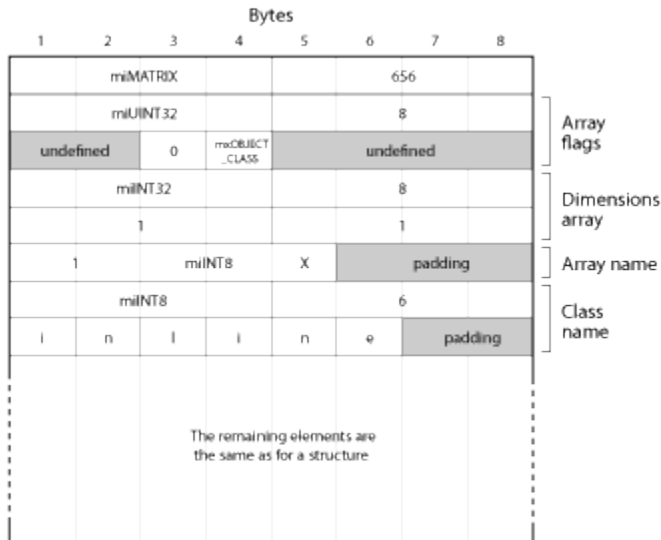 Bytes
1 2 3 4 5 6 7 8
miMATRIX 656
miUINT32 8
Array
flags
undefined 0 mxOBJECT
_CLASS undefined
miINT32 8
Dimensions
array
1 1
1 miINT8 X padding Array name
miINT8 6
Class
name
i n l i n e padding
The remaining elements are
the same as for a structure